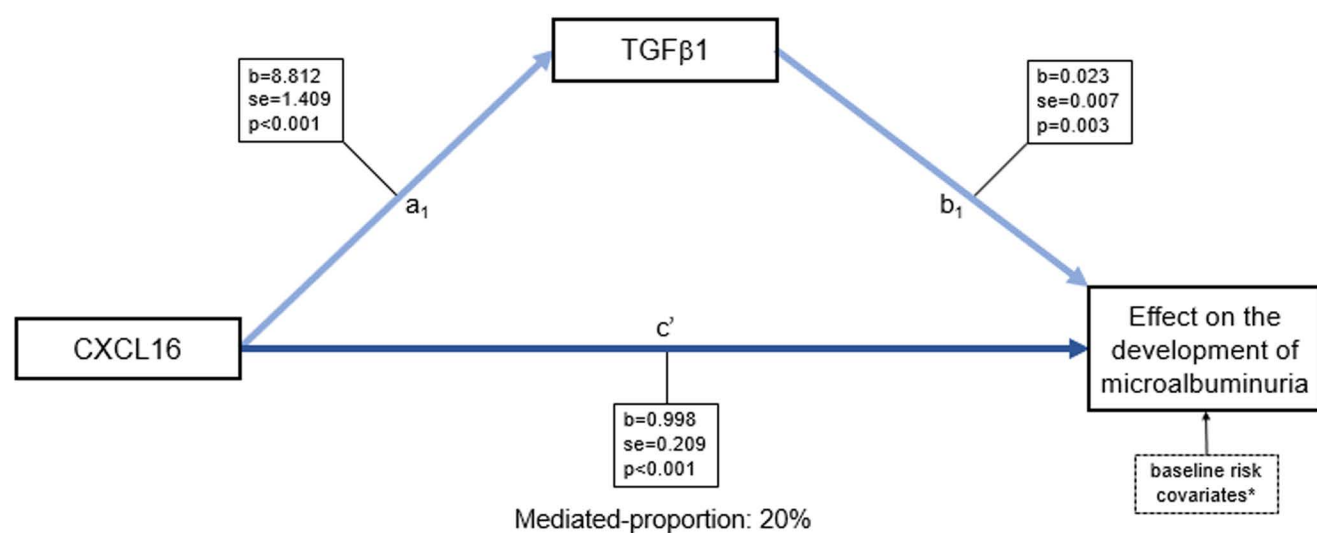 TGFβ1
b=8.812
se=1.409
p<0.001
b=0.023
se=0.007
p=0.003
a₁
b₁
CXCL16
c’
Effect on the
development of
microalbuminuria
b=0.998
se=0.209
p<0.001
baseline risk
covariates*
Mediated-proportion: 20%